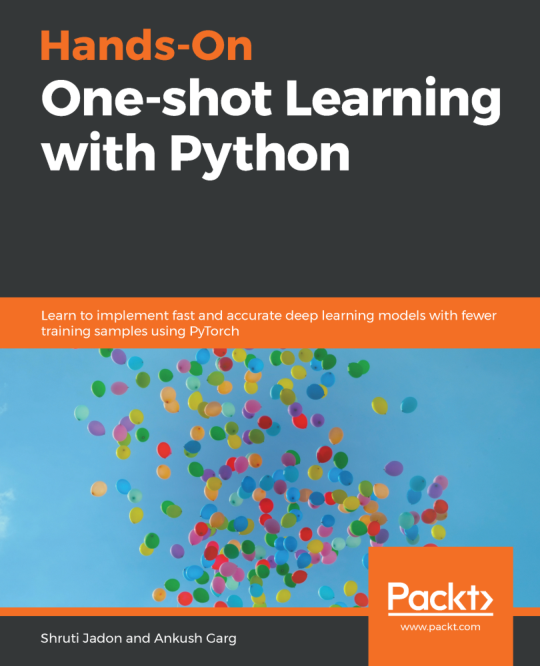 Hands-On
One-shot Learning
with Python
Learn to implement fast and accurate deep learning models with fewer
training samples using PyTorch
Packt>
www.packt.com
Shruti Jadon and Ankush Garg